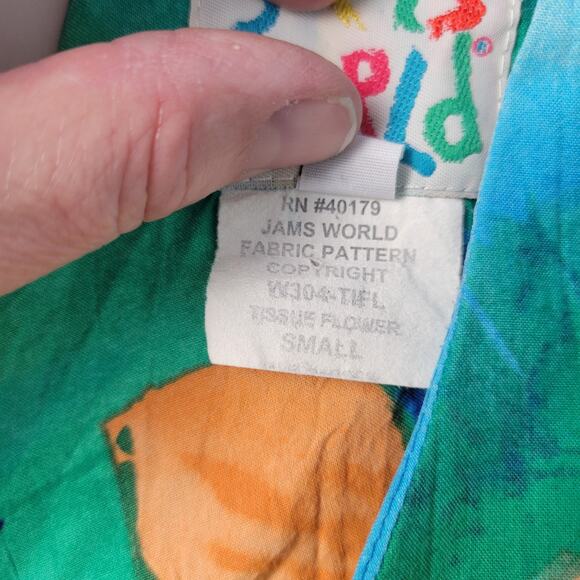 RN #40179
JAMS WORLD
FABRIC PATTERN
COPYRIGHT
W304-TIFL
TISSUE FLOWER
SMALL